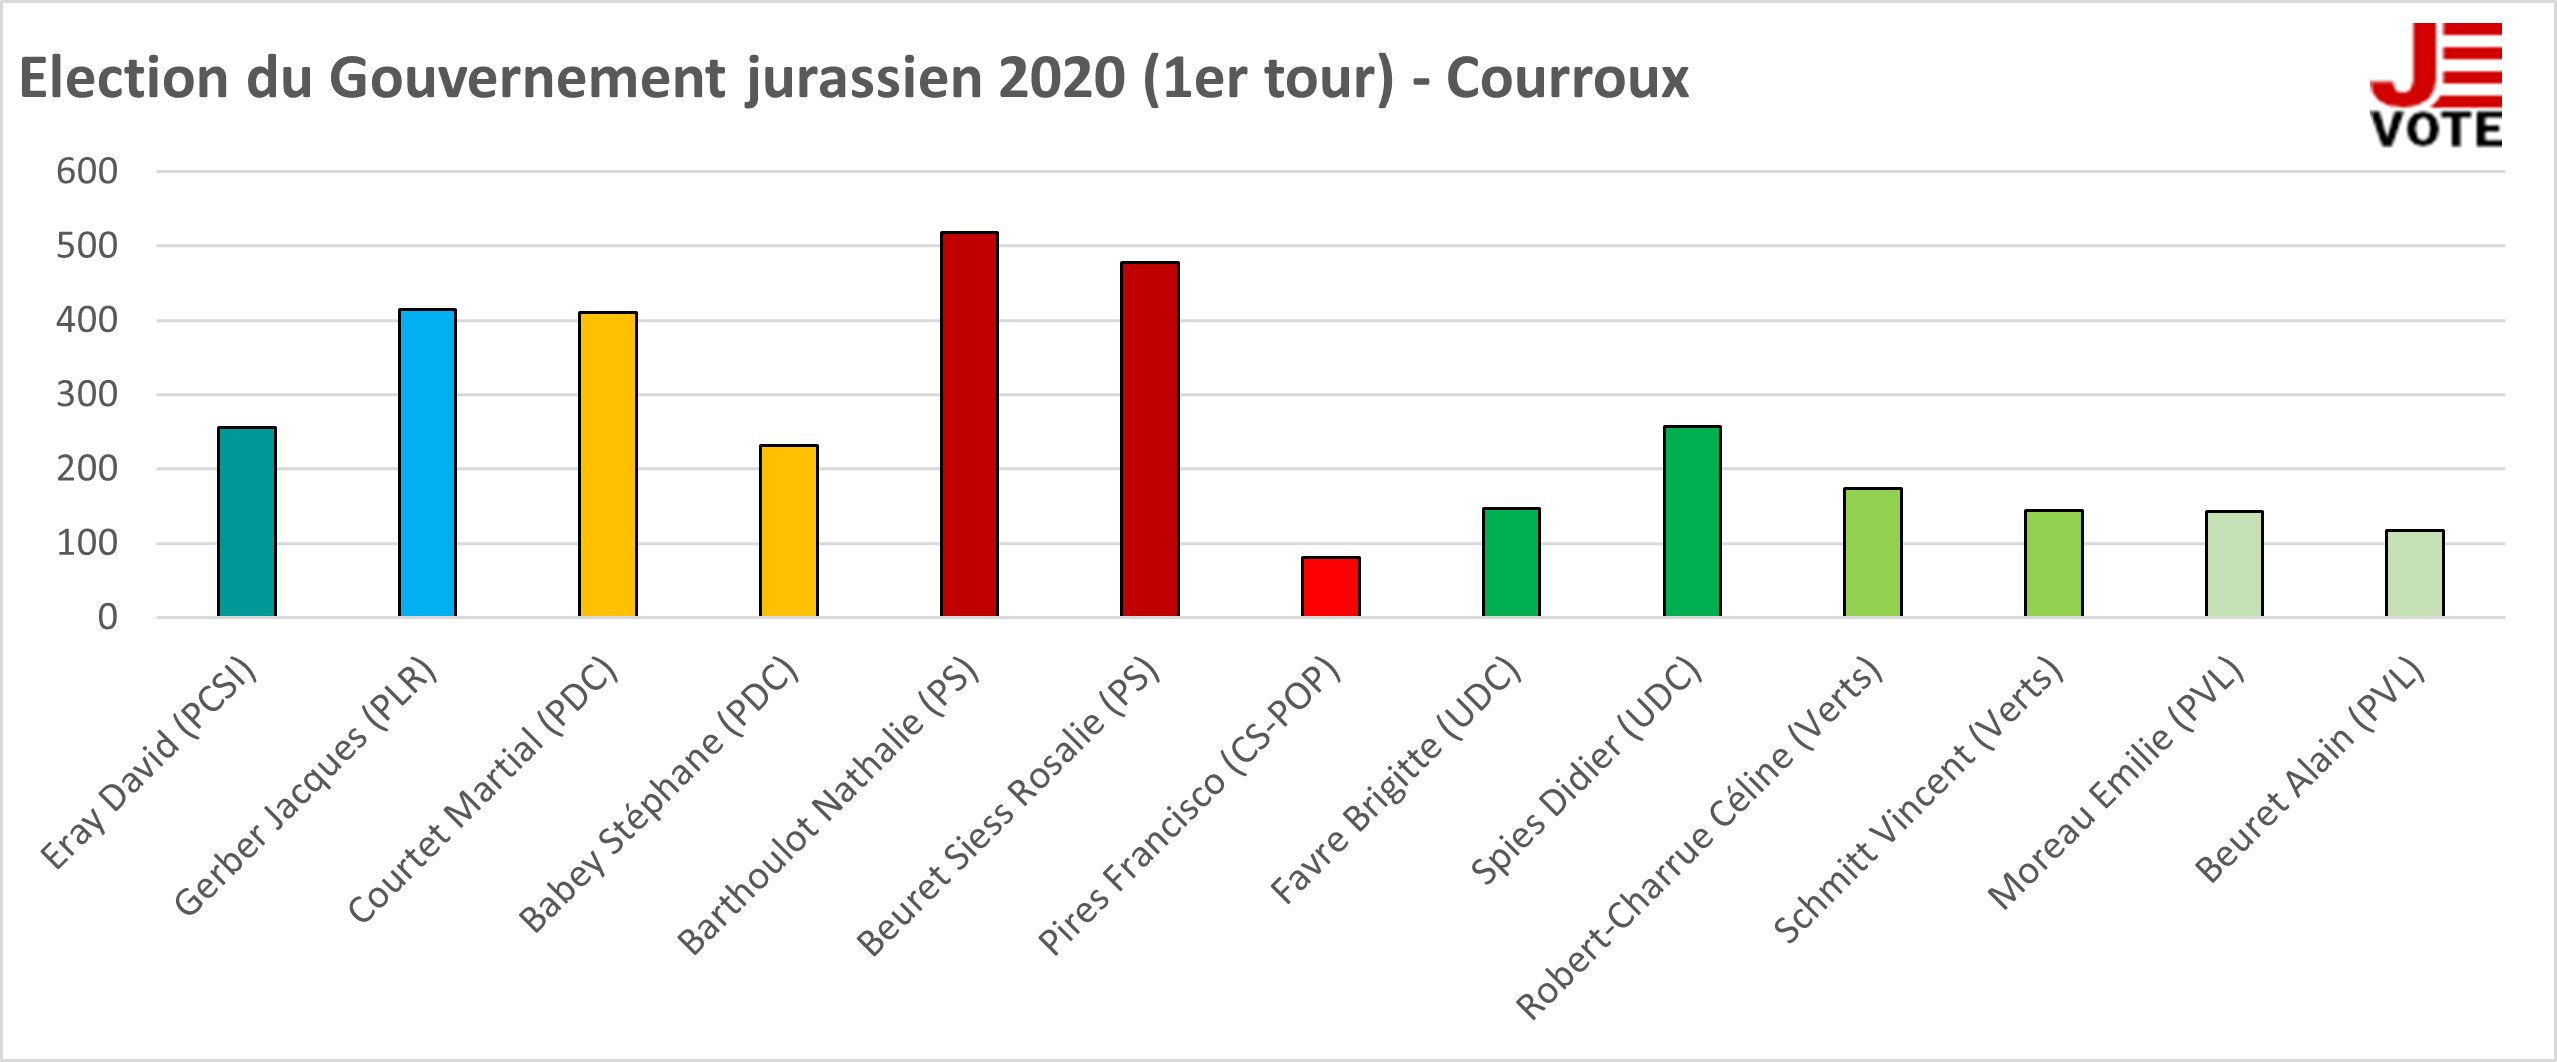 Election du Gouvernement jurassien 2020 (1er tour) - Courroux
JE
VOTE
600
500
400
300
200
100
0
Eray David (PCSI)
Gerber Jacques (PLR)
Courtet Martial (PDC)
Babey Stéphane (PDC)
Barthoulot Nathalie (PS)
Beuret Siess Rosalie (PS)
Pires Francisco (CS-POP)
Favre Brigitte (UDC)
Spies Didier (UDC)
Robert-Charrue Céline (Verts)
Schmitt Vincent (Verts)
Moreau Emilie (PVL)
Beuret Alain (PVL)